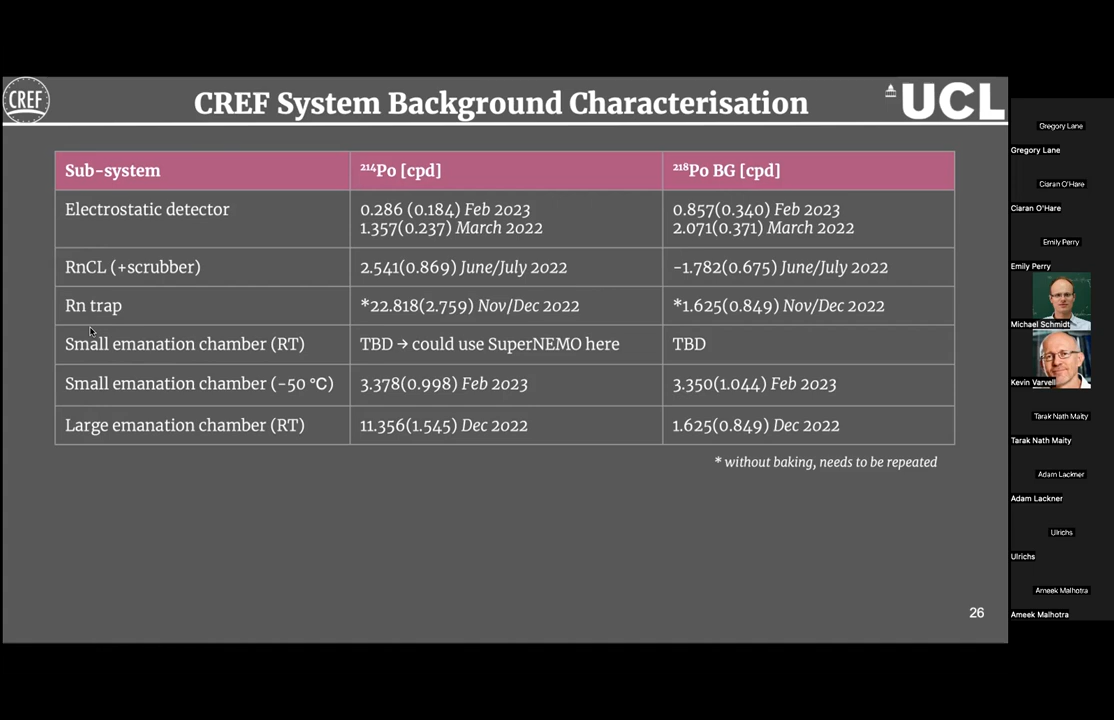 CREF
CREF System Background Characterisation
UCL
Sub-system ²¹⁴Po [cpd] ²¹⁸Po BG [cpd]
Electrostatic detector 0.286 (0.184) Feb 2023 0.857(0.340) Feb 2023
1.357(0.237) March 2022 2.071(0.371) March 2022
RnCL (+scrubber) 2.541(0.869) June/July 2022 -1.782(0.675) June/July 2022
Rn trap *22.818(2.759) Nov/Dec 2022 *1.625(0.849) Nov/Dec 2022
Small emanation chamber (RT) TBD → could use SuperNEMO here TBD
Small emanation chamber (-50 ℃) 3.378(0.998) Feb 2023 3.350(1.044) Feb 2023
Large emanation chamber (RT) 11.356(1.545) Dec 2022 1.625(0.849) Dec 2022
* without baking, needs to be repeated
26
Gregory Lane
Gregory Lane
Ciaran O'Hare
Ciaran O'Hare
Emily Perry
Emily Perry
Michael Schmidt
Kevin Varvell
Tarak Nath Maity
Tarak Nath Maity
Adam Lackner
Adam Lackner
Ulrichs
Ulrichs
Ameek Malhotra
Ameek Malhotra